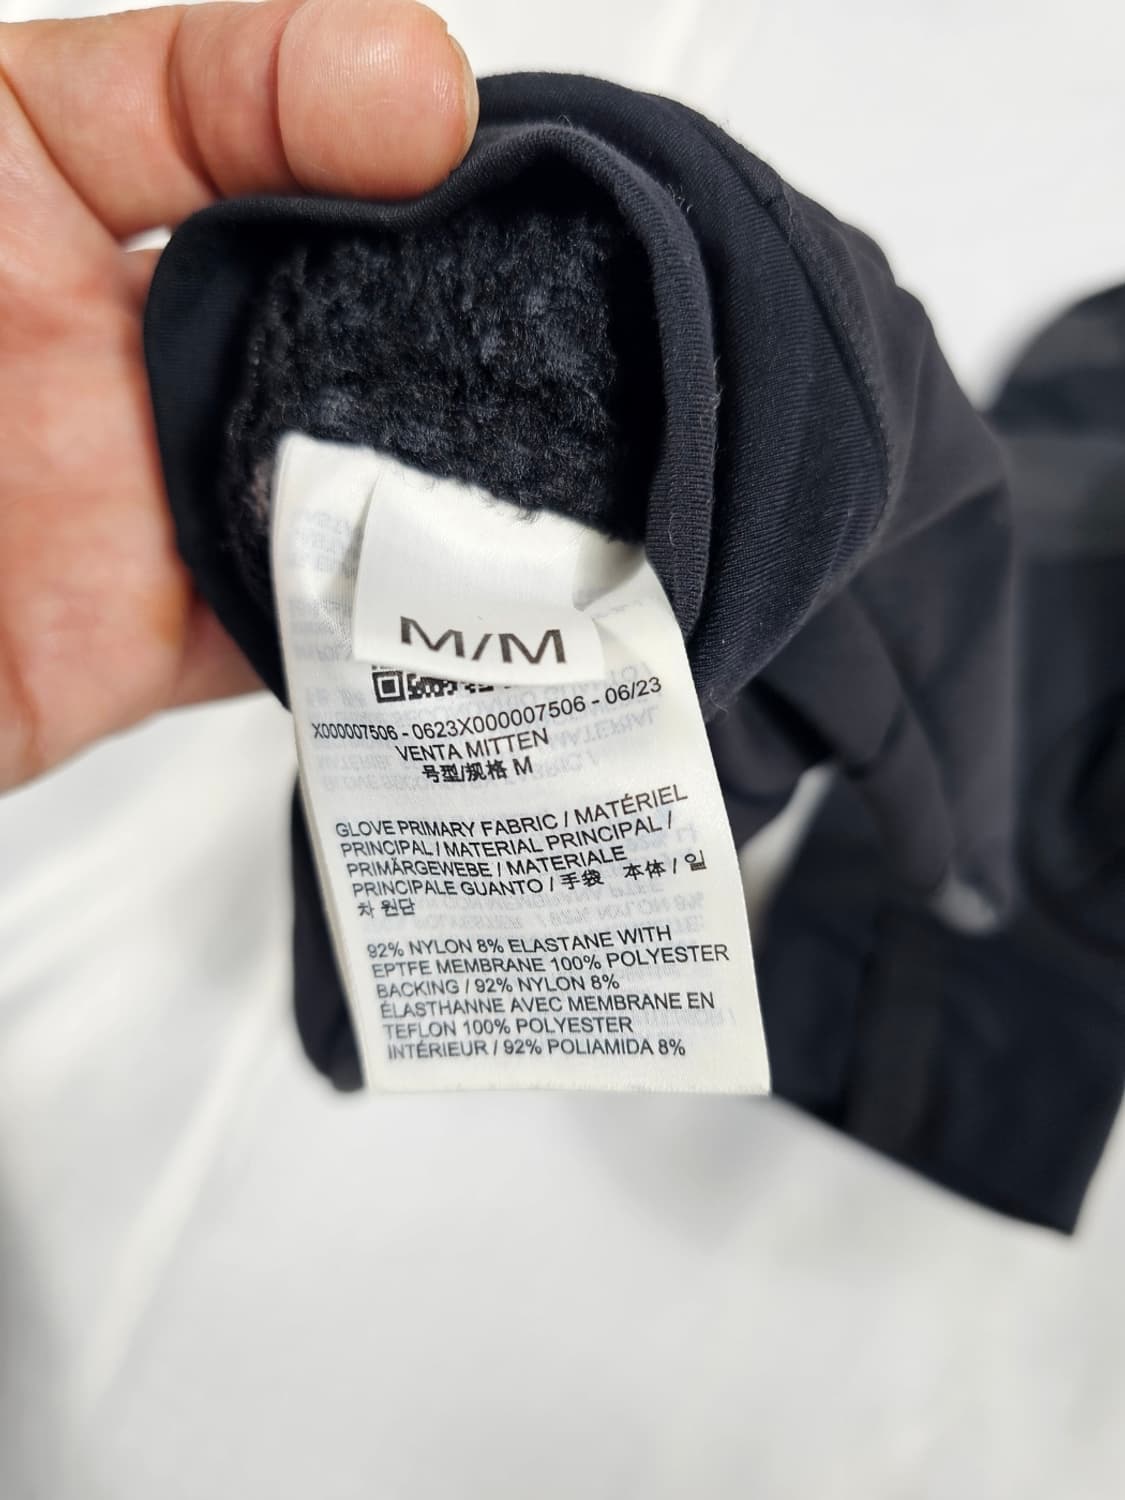 M/M
X000007506 - 0623X000007506 - 06/23
VENTA MITTEN
号型/规格 M
GLOVE PRIMARY FABRIC / MATÉRIEL
PRINCIPAL / MATERIAL PRINCIPAL /
PRIMÄRGEWEBE / MATERIALE
PRINCIPALE GUANTO / 手袋 本体 / 일
차 원단
92% NYLON 8% ELASTANE WITH
EPTFE MEMBRANE 100% POLYESTER
BACKING / 92% NYLON 8%
ÉLASTHANNE AVEC MEMBRANE EN
TEFLON 100% POLYESTER
INTÉRIEUR / 92% POLIAMIDA 8%